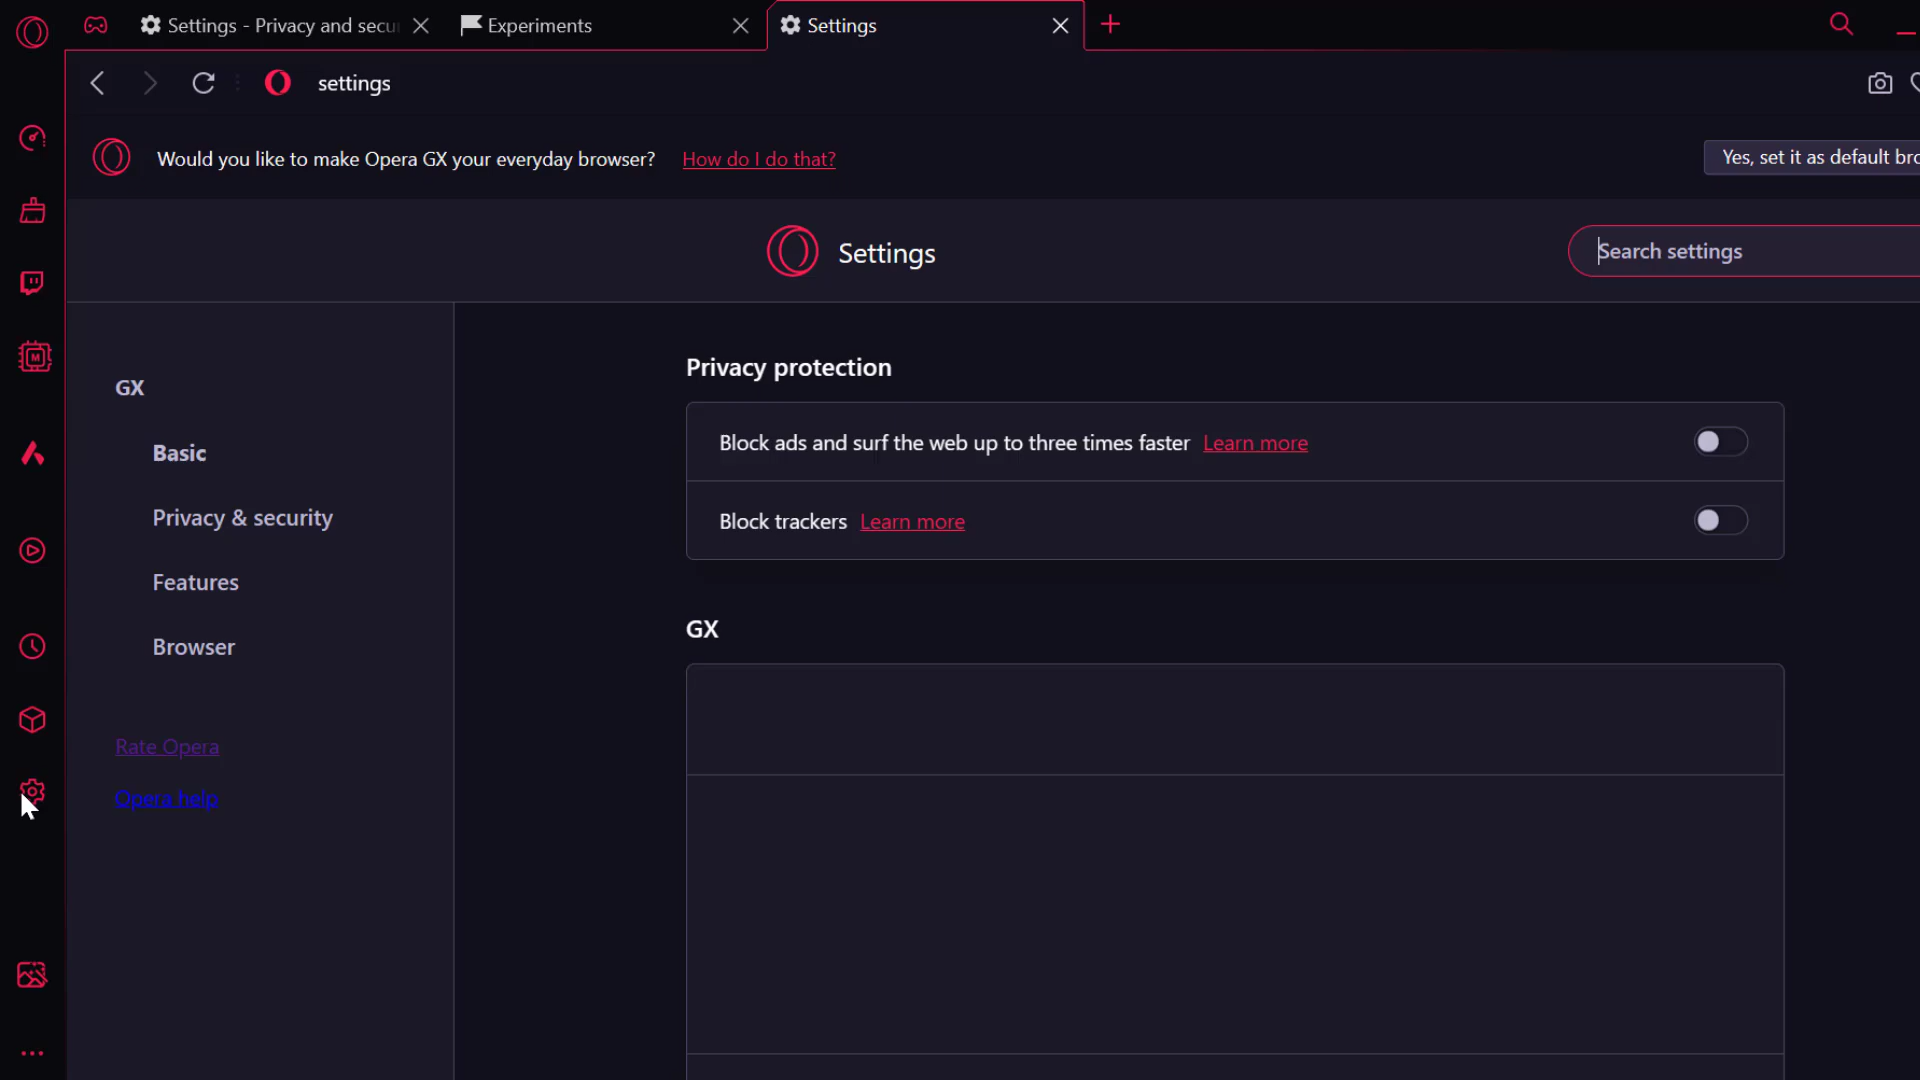 Settings - Privacy and secu
Experiments
Settings
settings
Would you like to make Opera GX your everyday browser? How do I do that?
Yes, set it as default bro
Settings
Search settings
GX
Basic
Privacy & security
Features
Browser
Rate Opera
Opera help
Privacy protection
Block ads and surf the web up to three times faster Learn more
Block trackers Learn more
GX